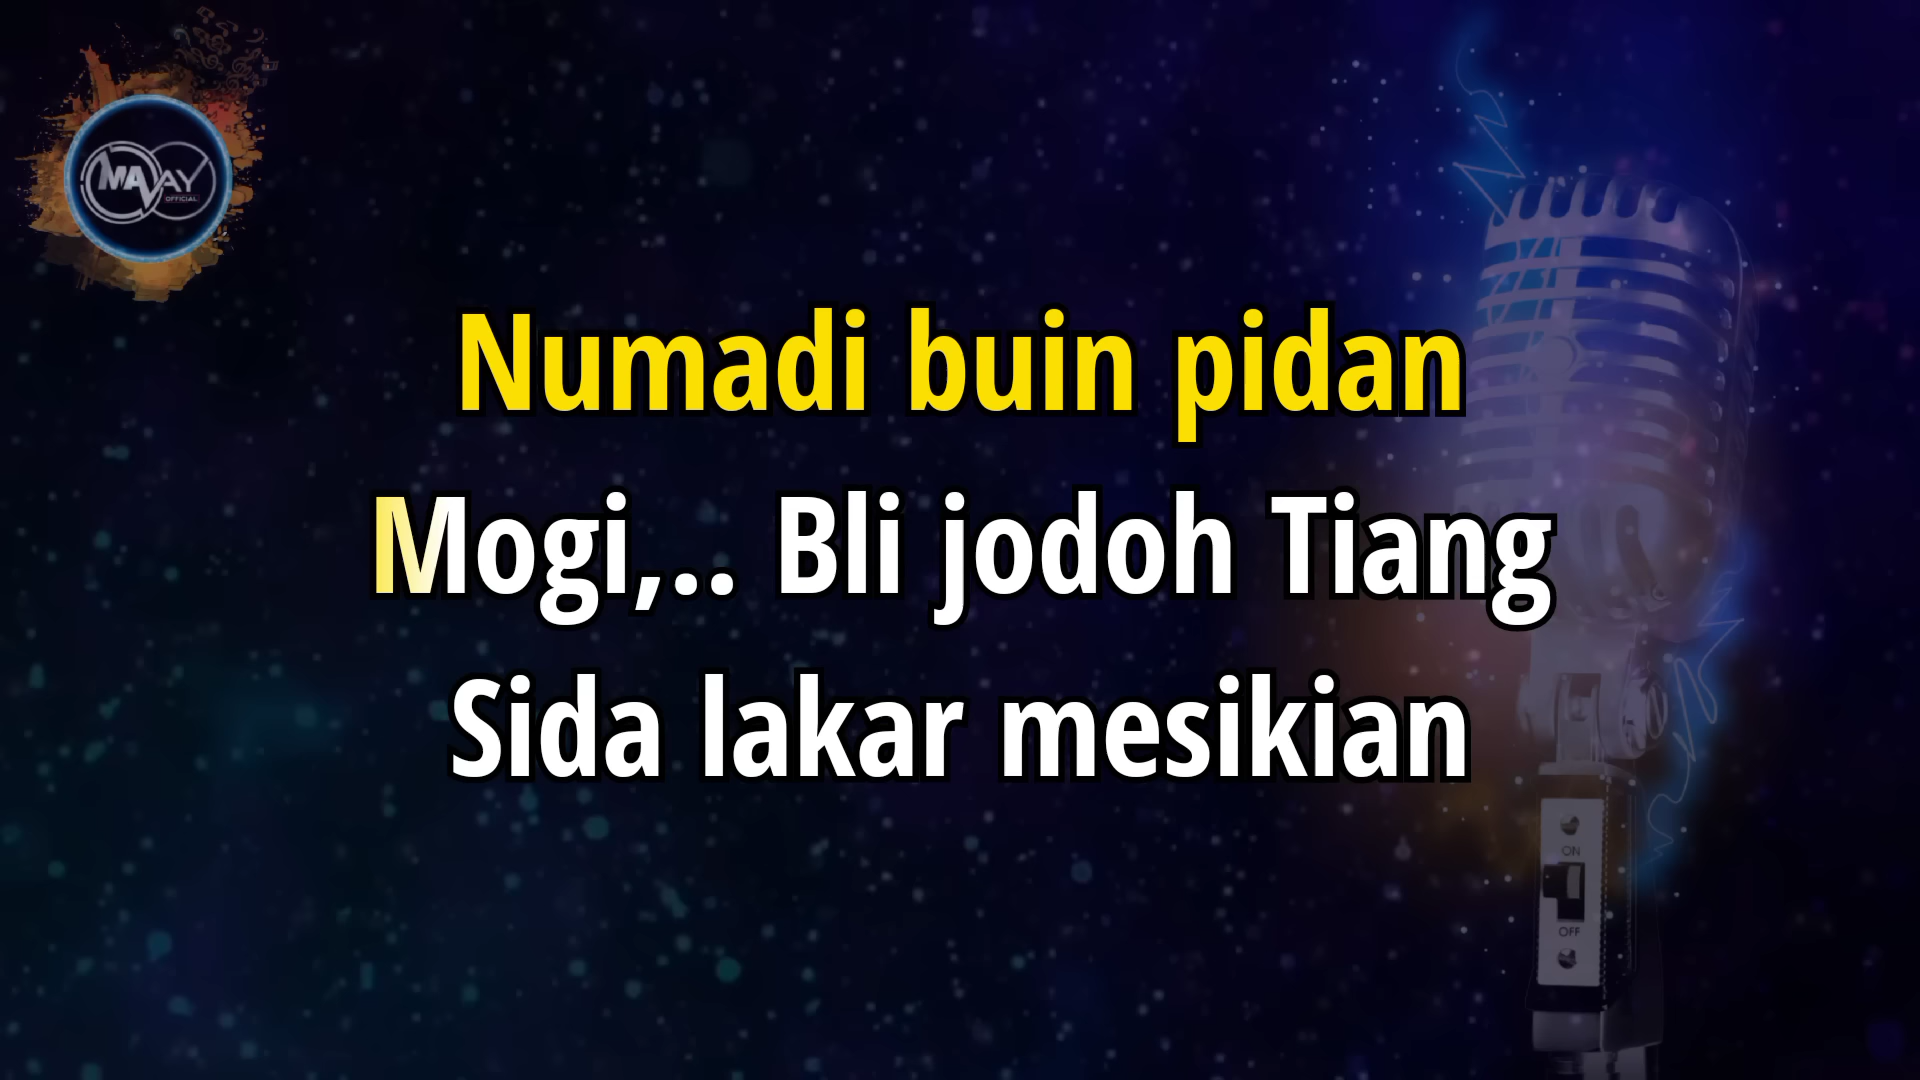 MAVAY
OFFICIAL
Numadi buin pidan
Mogi,.. Bli jodoh Tiang
Sida lakar mesikian
ON
OFF